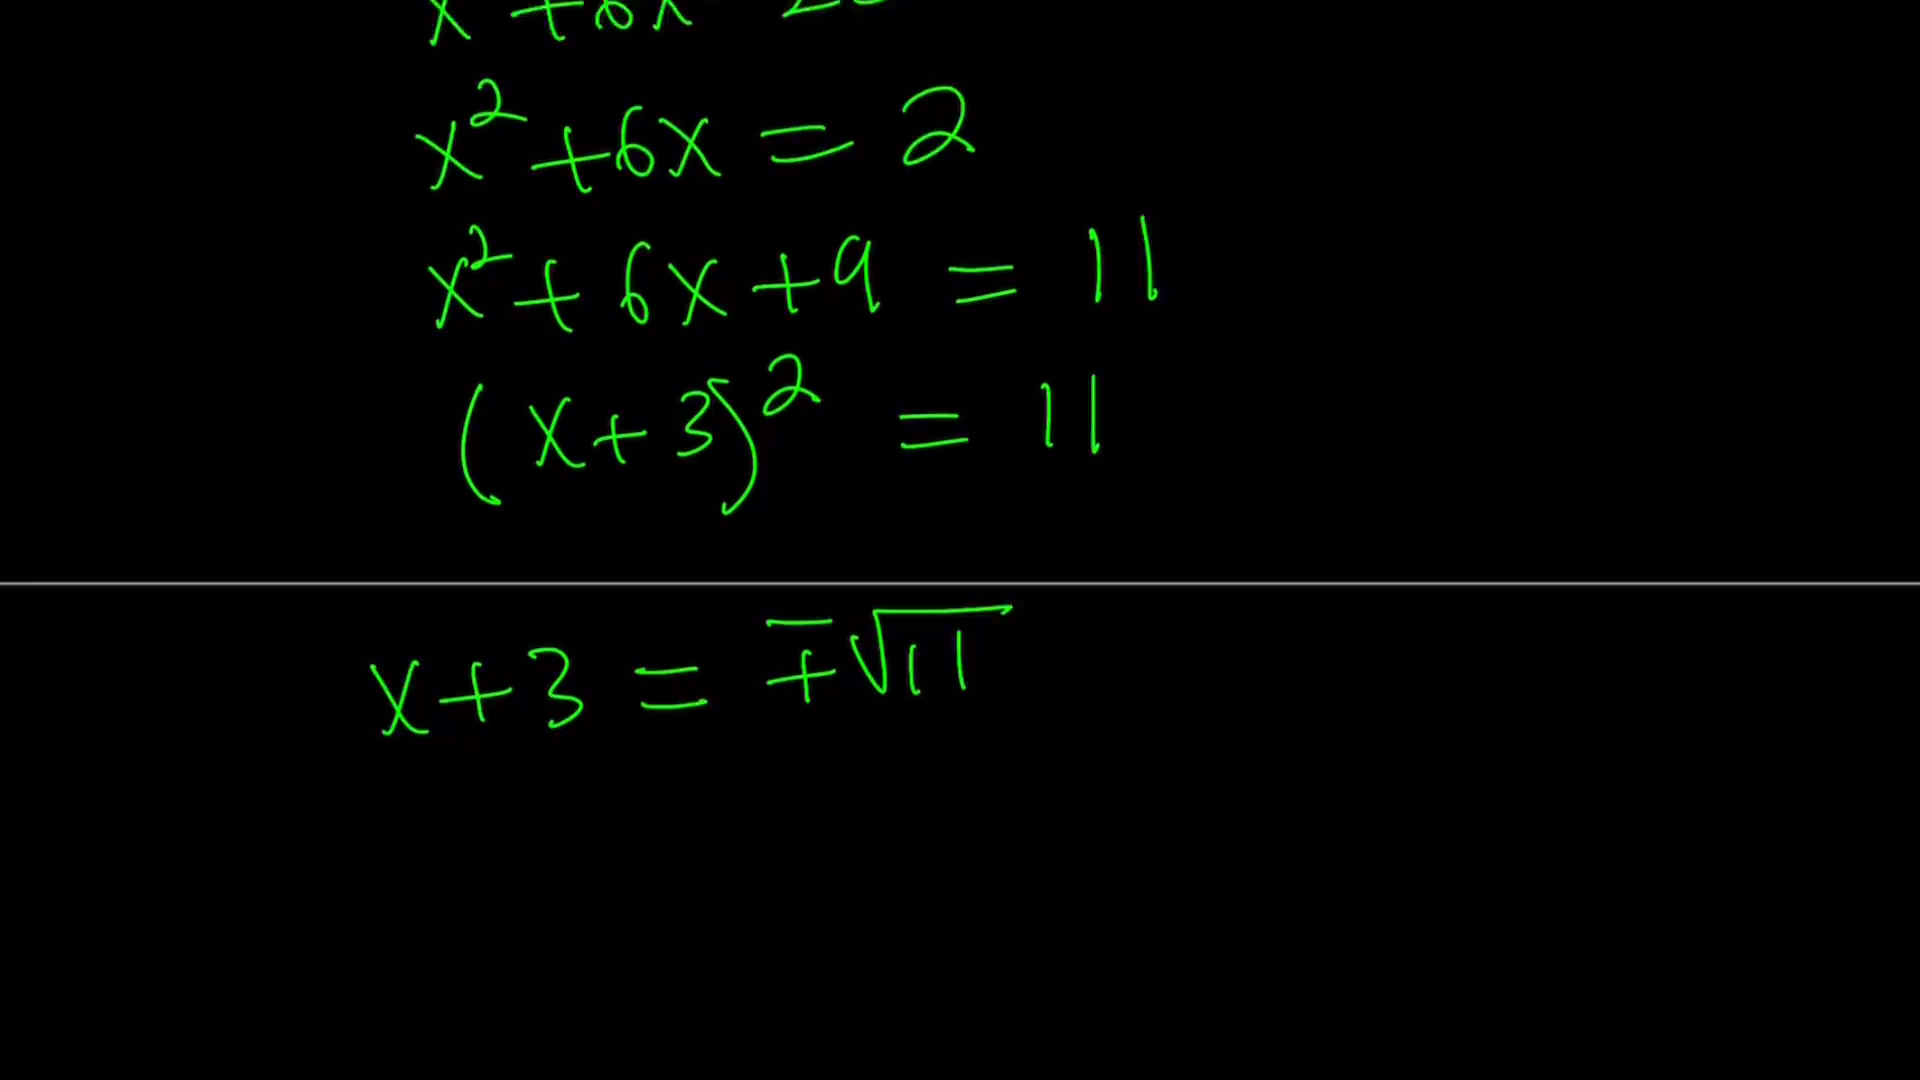 x² + 6x = 2
x² + 6x + 9 = 11
(x+3)² = 11
x+3 = ∓√11